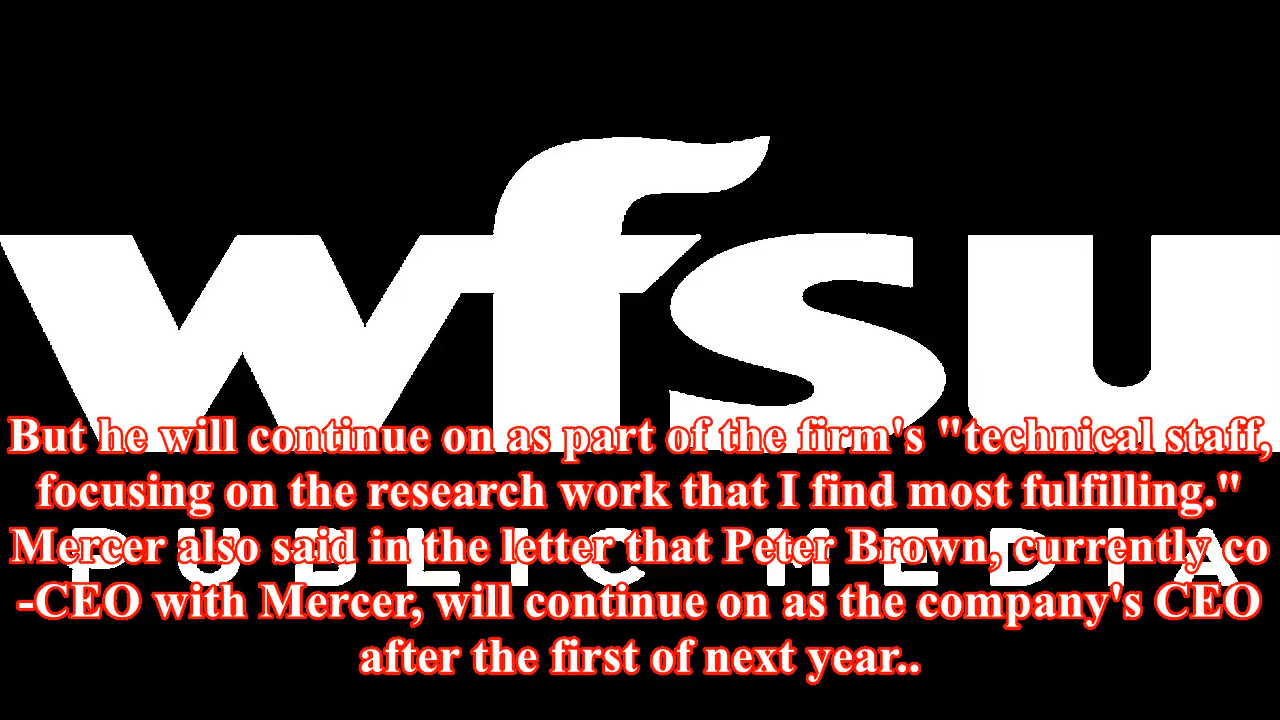 wfsu
But he will continue on as part of the firm's "technical staff,
focusing on the research work that I find most fulfilling."
PUBLIC MEDIA
Mercer also said in the letter that Peter Brown, currently co
-CEO with Mercer, will continue on as the company's CEO
after the first of next year..